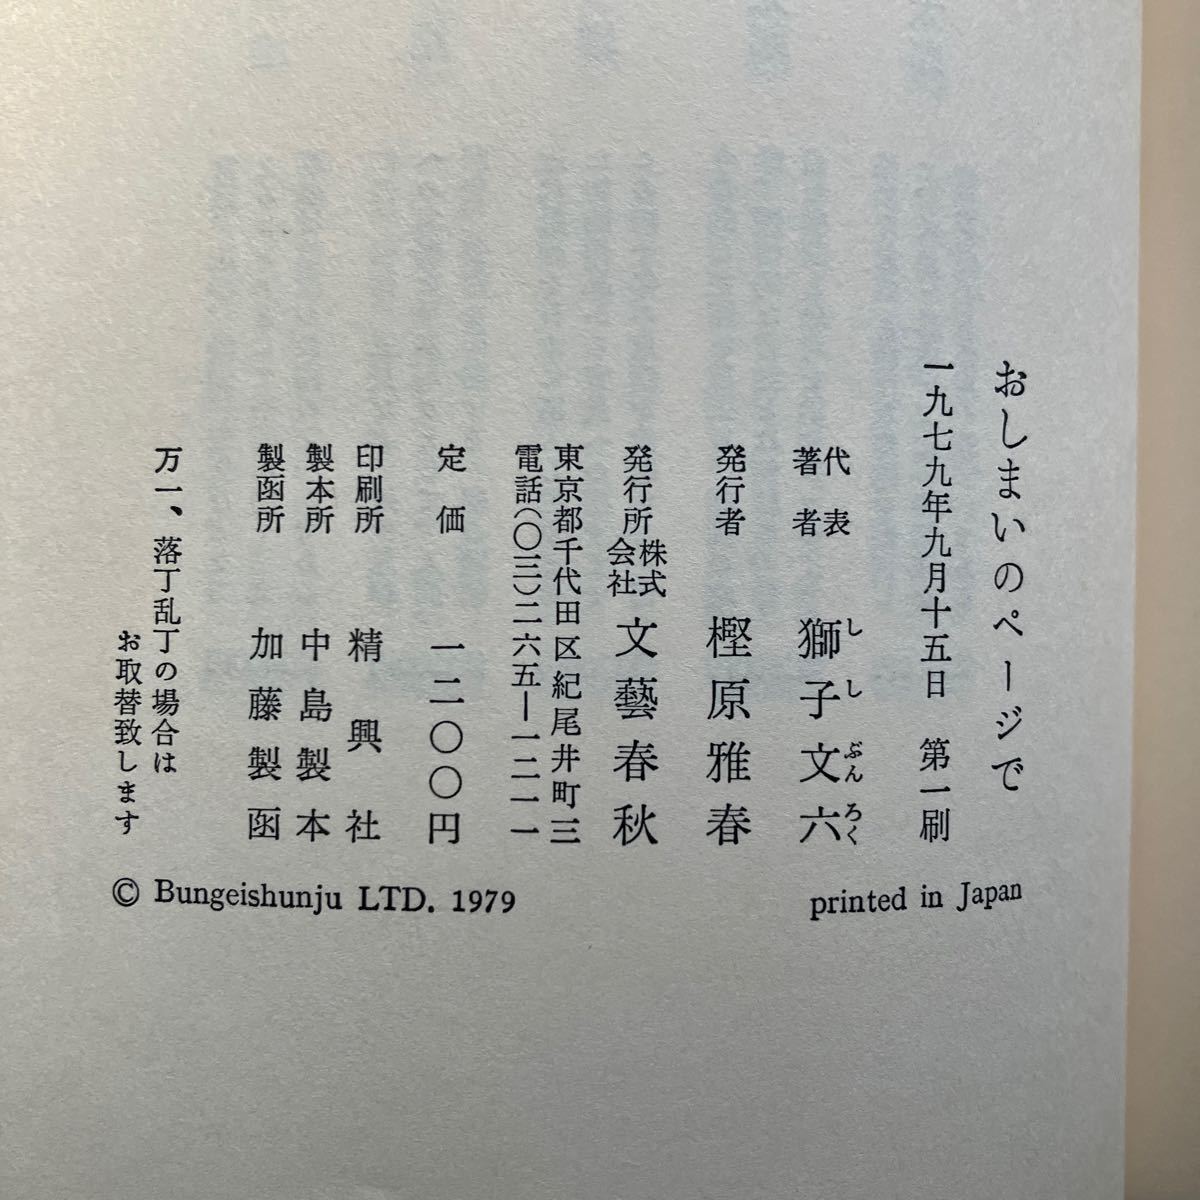 おしまいのページで
一九七九年九月十五日　第一刷
代表著者　獅子文六
しし ぶんろく
発行者　樫原雅春
発行所　株式会社　文藝春秋
東京都千代田区紀尾井町三
電話(〇三)二六五―一二一一
定価　一二〇〇円
印刷所　精興社
製本所　中島製本
製函所　加藤製函
万一、落丁乱丁の場合は
お取替致します
printed in Japan
© Bungeishunju LTD. 1979